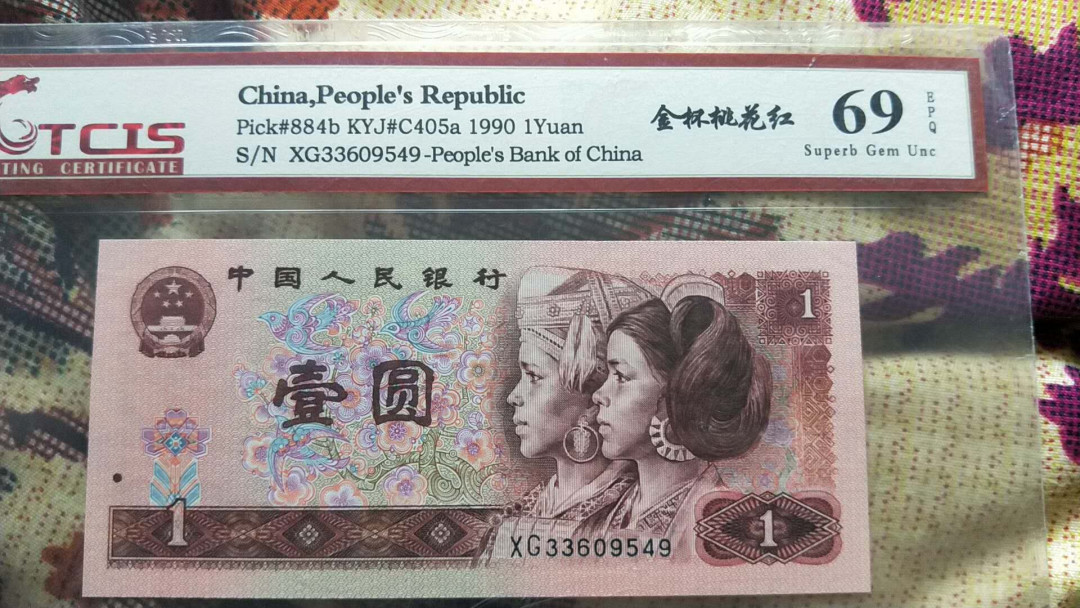 China,People's Republic
Pick#884b KYJ#C405a 1990 1Yuan
S/N XG33609549-People's Bank of China
金杯桃花红
69
EPQ
Superb Gem Unc
TCIS
TING CERTIFICATE
中国人民银行
1
壹圆
1
XG33609549
1